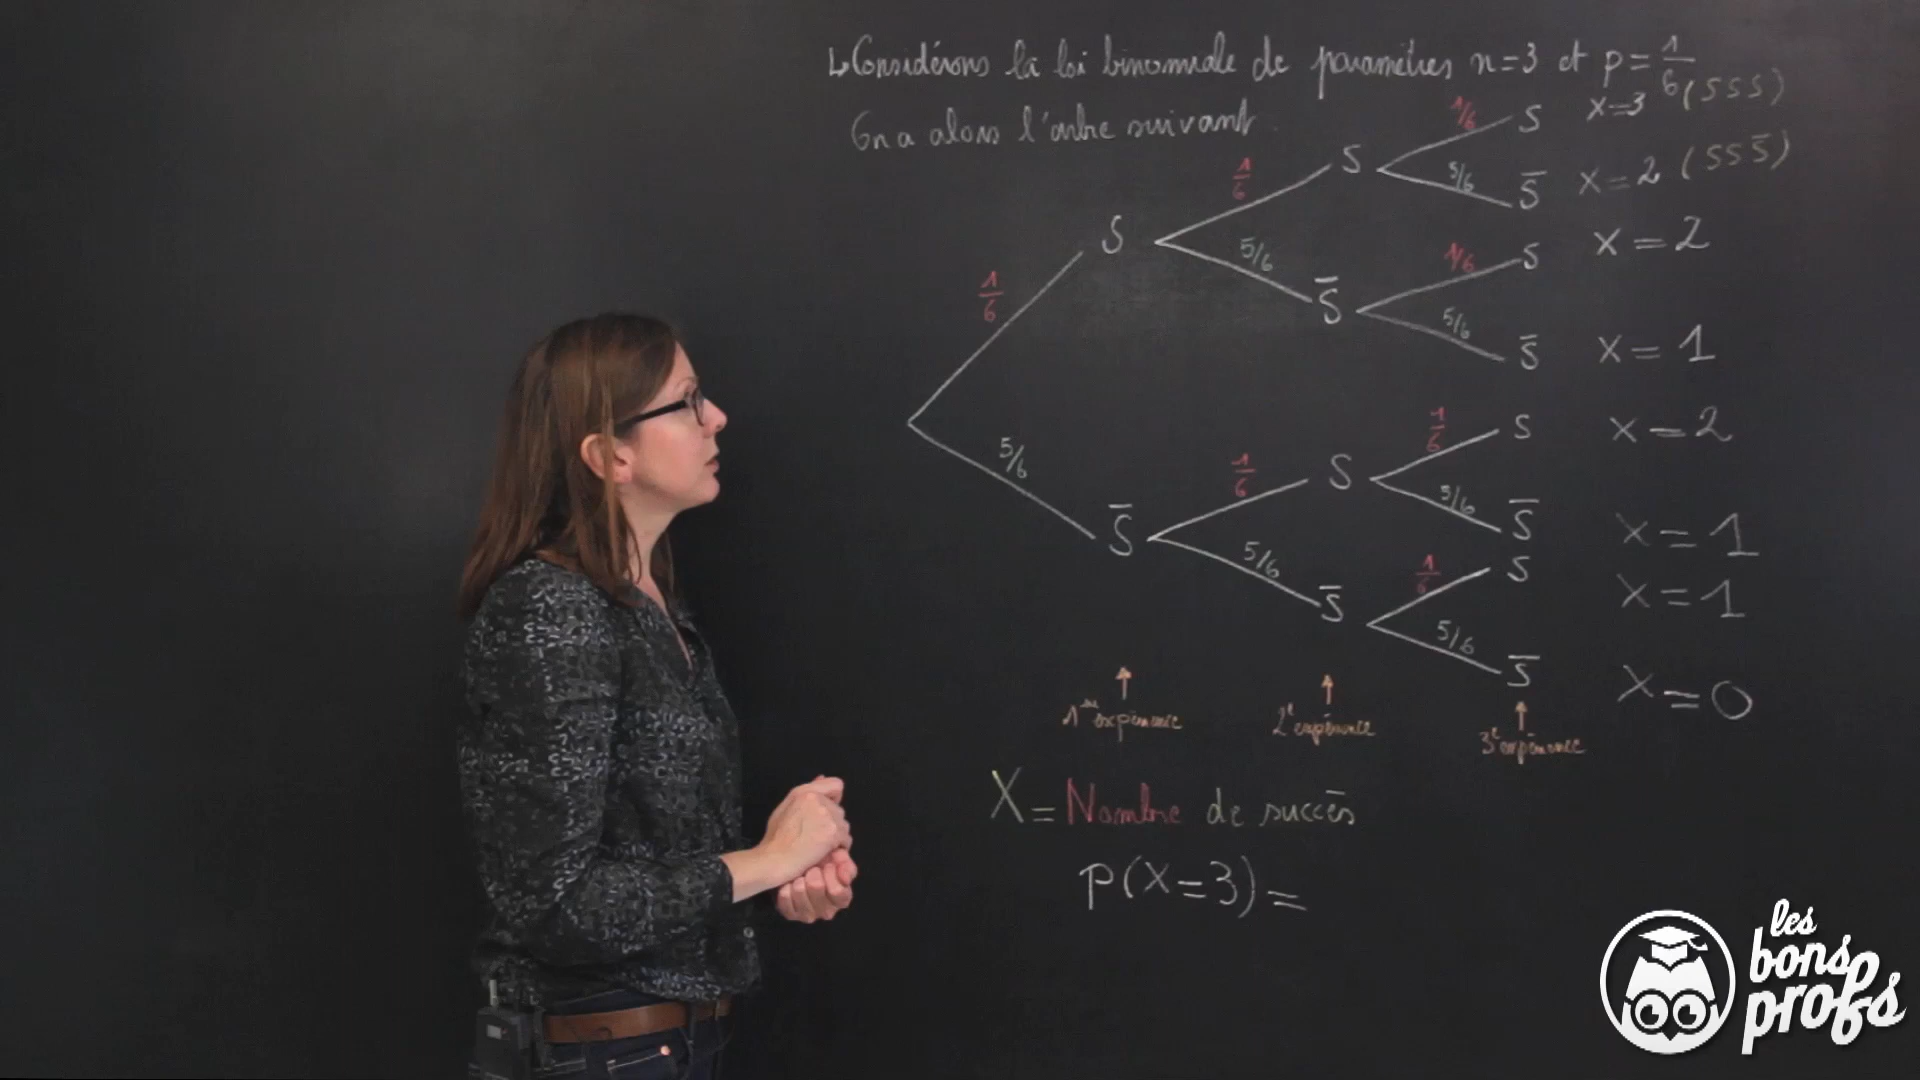 ↳ Considérons la loi binomiale de paramètres n=3 et p = 1/6
On a alors l'arbre suivant.
1/6 S x=3 (SSS)
1/6 S 5/6 S̄ x=2 (SSS̄)
1/6 S 5/6 S̄ 1/6 S x=2
5/6 S̄ x=1
1/6 S x=2
5/6 S̄ 1/6 S 5/6 S̄ x=1
5/6 S̄ 1/6 S x=1
5/6 S̄ x=0
1ère expérience 2e expérience 3e expérience
X = Nombre de succès
P(X=3) =
les
bons
profs